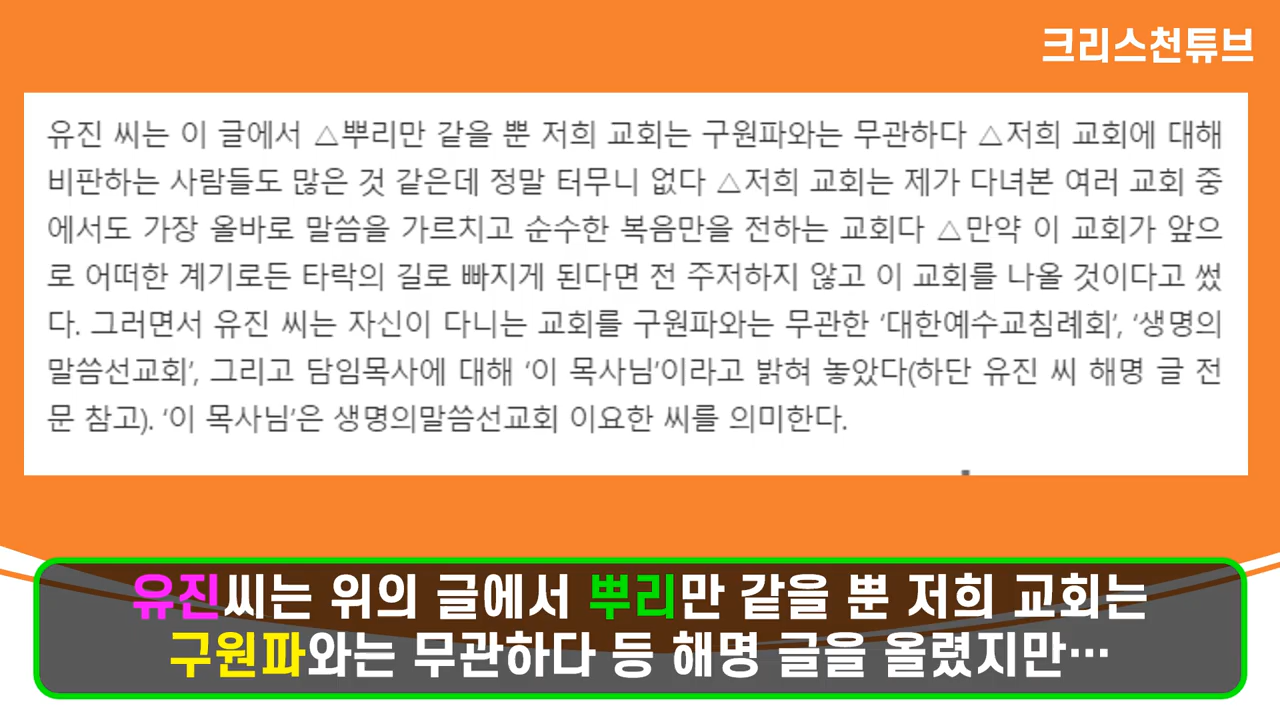 크리스천튜브
유진 씨는 이 글에서 △뿌리만 같을 뿐 저희 교회는 구원파와는 무관하다 △저희 교회에 대해
비판하는 사람들도 많은 것 같은데 정말 터무니 없다 △저희 교회는 제가 다녀본 여러 교회 중
에서도 가장 올바로 말씀을 가르치고 순수한 복음만을 전하는 교회다 △만약 이 교회가 앞으
로 어떠한 계기로든 타락의 길로 빠지게 된다면 전 주저하지 않고 이 교회를 나올 것이다고 썼
다. 그러면서 유진 씨는 자신이 다니는 교회를 구원파와는 무관한 ‘대한예수교침례회’, ‘생명의
말씀선교회’, 그리고 담임목사에 대해 ‘이 목사님’이라고 밝혀 놓았다(하단 유진 씨 해명 글 전
문 참고). ‘이 목사님’은 생명의말씀선교회 이요한 씨를 의미한다.
유진씨는 위의 글에서 뿌리만 같을 뿐 저희 교회는
구원파와는 무관하다 등 해명 글을 올렸지만…